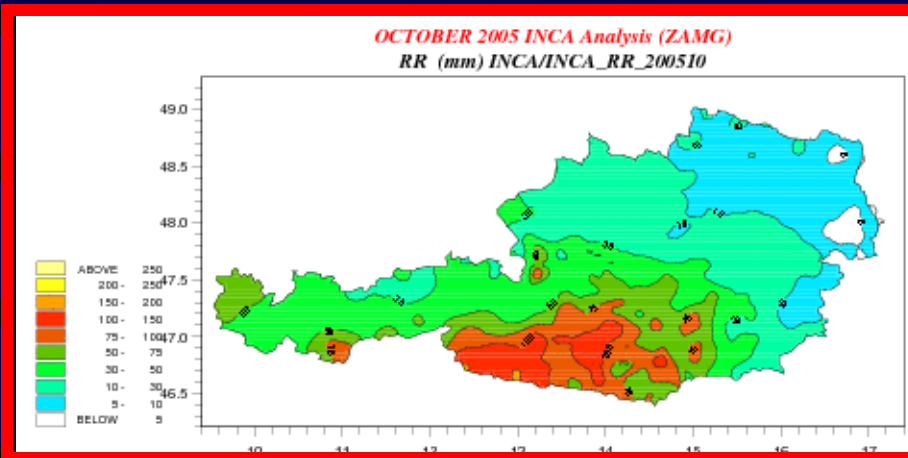 OCTOBER 2005 INCA Analysis (ZAMG)
RR (mm) INCA/INCA_RR_200510
49.0
48.5
48.0
47.5
47.0
46.5
ABOVE 250
200 - 250
150 - 200
100 - 150
75 - 100
50 - 75
30 - 50
10 - 30
5 - 10
BELOW 5
10 11 12 13 14 15 16 17